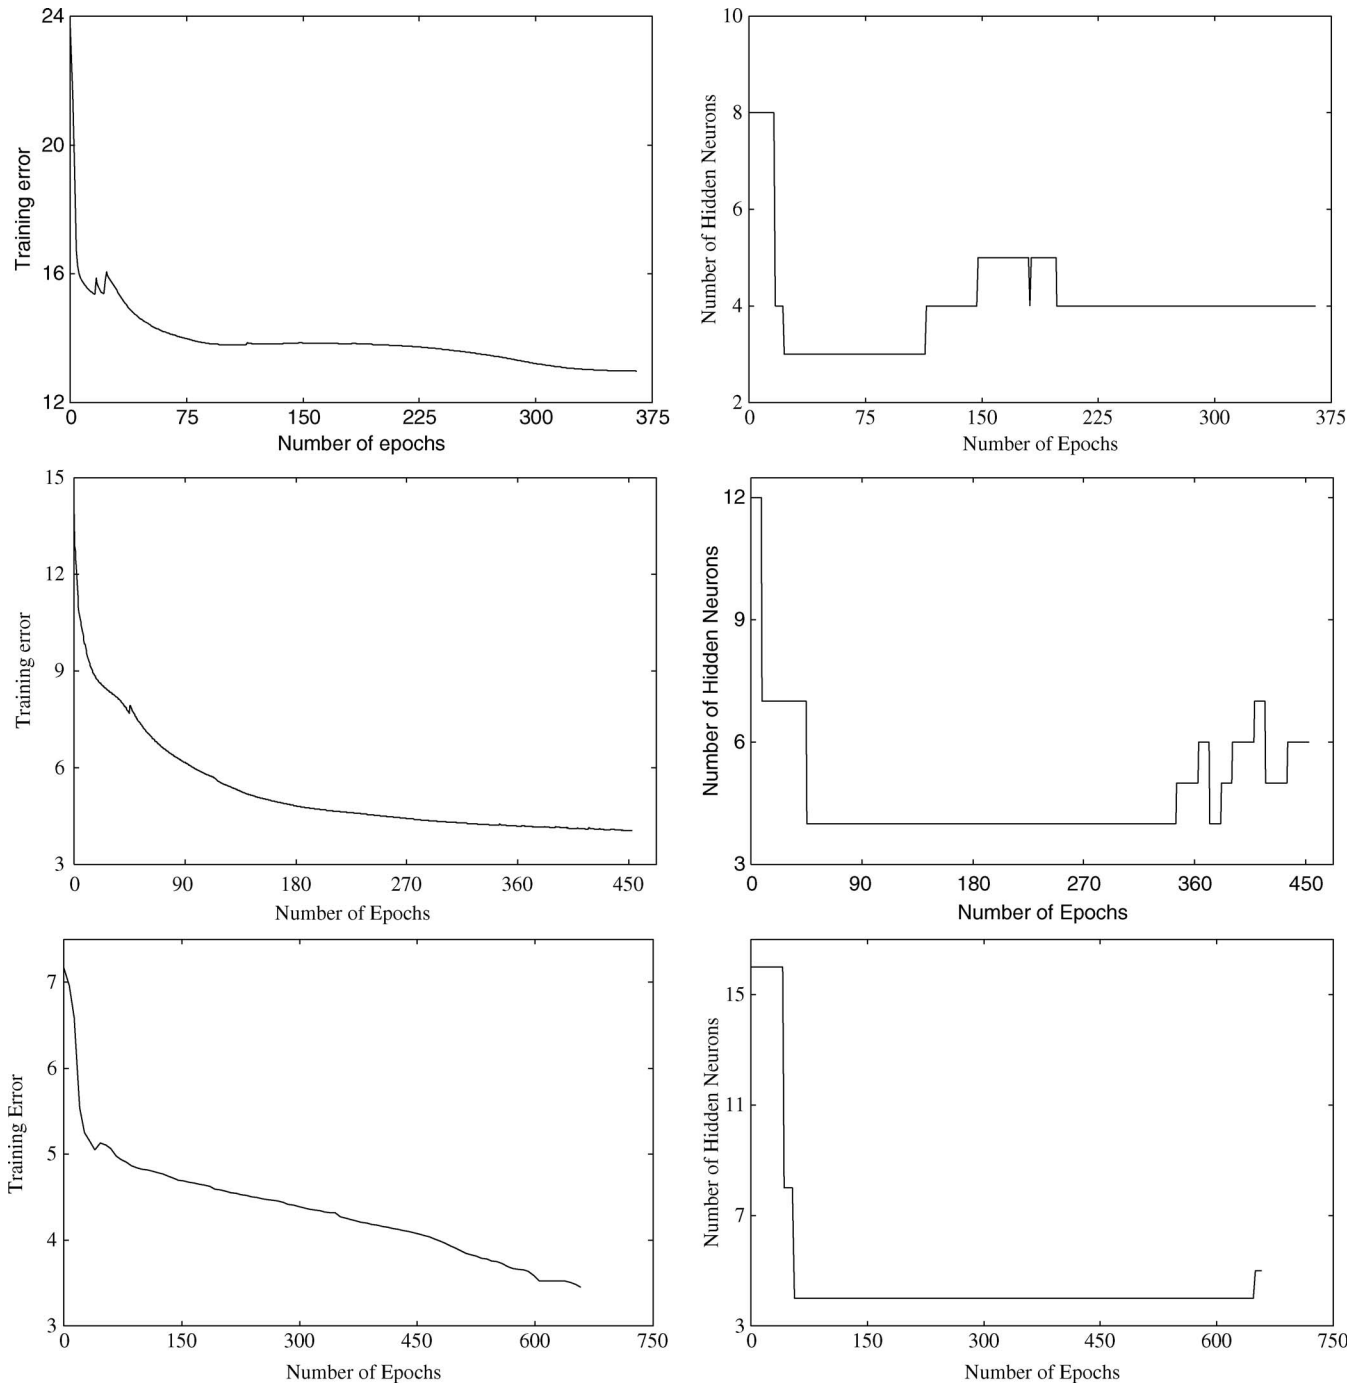 24
20
16
12
Training error
0 75 150 225 300 375
Number of epochs
10
8
6
4
2
Number of Hidden Neurons
0 75 150 225 300 375
Number of Epochs
15
12
9
6
3
Training error
0 90 180 270 360 450
Number of Epochs
12
9
6
3
Number of Hidden Neurons
0 90 180 270 360 450
Number of Epochs
7
6
5
4
3
Training Error
0 150 300 450 600 750
Number of Epochs
15
11
7
3
Number of Hidden Neurons
0 150 300 450 600 750
Number of Epochs